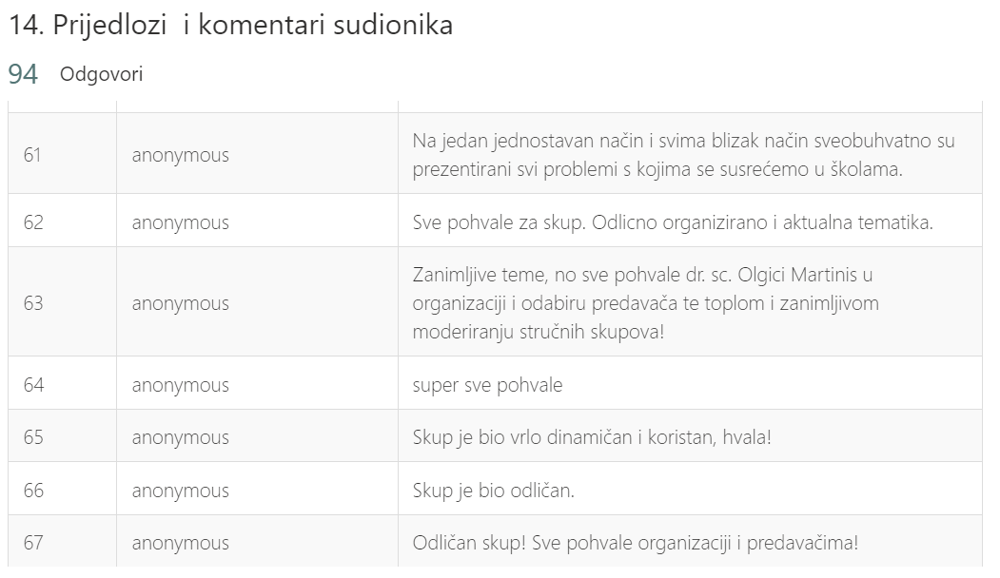 14. Prijedlozi  i komentari sudionika
94 Odgovori
61 anonymous Na jedan jednostavan način i svima blizak način sveobuhvatno su
prezentirani svi problemi s kojima se susrećemo u školama.
62 anonymous Sve pohvale za skup. Odlicno organizirano i aktualna tematika.
63 anonymous Zanimljive teme, no sve pohvale dr. sc. Olgici Martinis u
organizaciji i odabiru predavača te toplom i zanimljivom
moderiranju stručnih skupova!
64 anonymous super sve pohvale
65 anonymous Skup je bio vrlo dinamičan i koristan, hvala!
66 anonymous Skup je bio odličan.
67 anonymous Odličan skup! Sve pohvale organizaciji i predavačima!